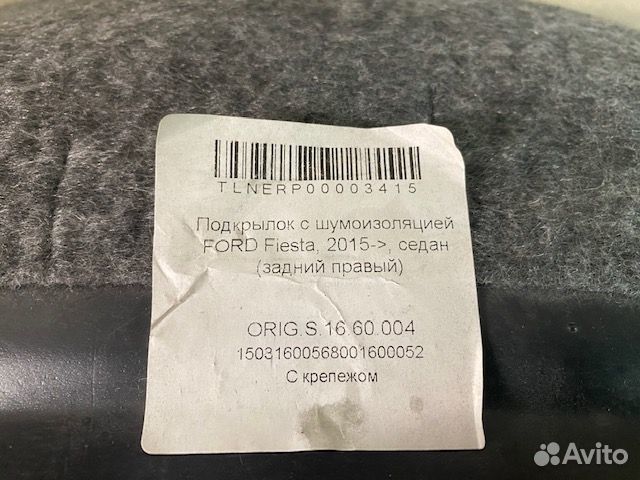 TLNERP00003415
Подкрылок с шумоизоляцией
FORD Fiesta, 2015->, седан
(задний правый)
ORIG.S.16.60.004
15031600568001600052
С крепежом
Avito